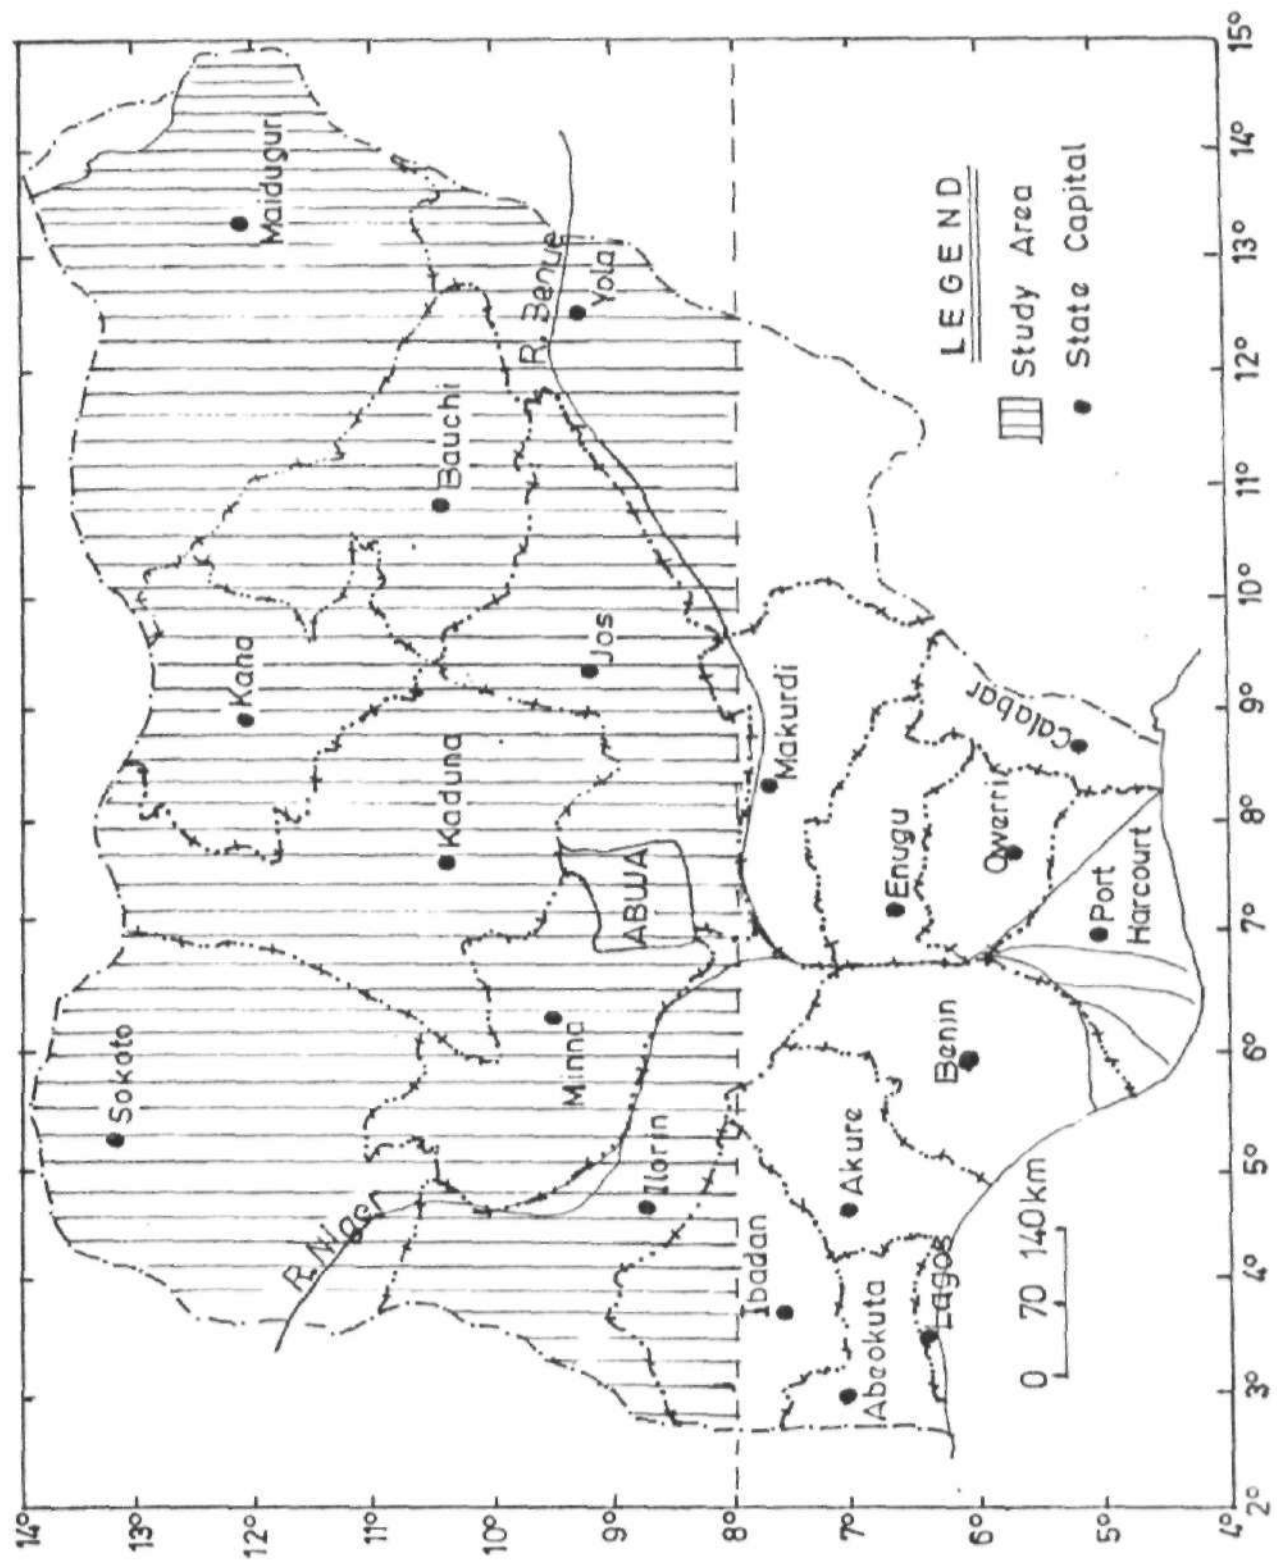 14°
13°
12°
11°
10°
9°
8°
7°
6°
5°
4°
2°
3°
4°
5°
6°
7°
8°
9°
10°
11°
12°
13°
14°
15°
Sokoto
Kano
Maiduguri
Kaduna
Bauchi
Minna
ABWA
Jos
Yola
R. Niger
R. Benue
Ilorin
Ibadan
Akure
Abeokuta
Lagos
Benin
Enugu
Makurdi
Owerri
Calabar
Port
Harcourt
LEGEND
Study Area
State Capital
0 70 140km